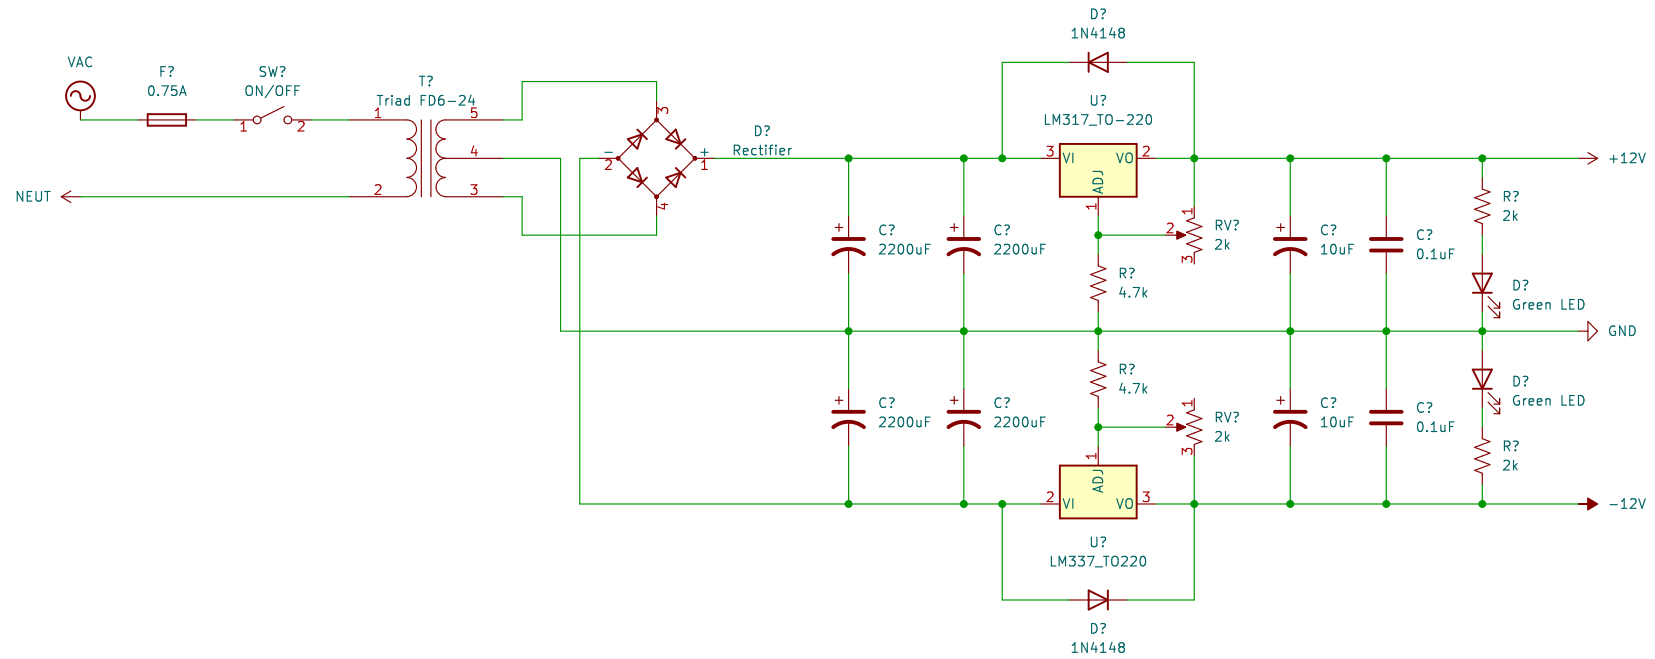 D?
1N4148
VAC
F?
0.75A
SW?
ON/OFF
1
2
T?
Triad FD6-24
1
2
5
4
3
NEUT
3
4
-
2
+
1
D?
Rectifier
U?
LM317_TO-220
3
VI
VO
2
ADJ
1
+12V
+
C?
2200uF
+
C?
2200uF
2
1
3
RV?
2k
R?
4.7k
+
C?
10uF
C?
0.1uF
R?
2k
D?
Green LED
GND
+
C?
2200uF
+
C?
2200uF
R?
4.7k
2
1
3
RV?
2k
+
C?
10uF
C?
0.1uF
D?
Green LED
R?
2k
1
ADJ
2
VI
VO
3
-12V
U?
LM337_TO220
D?
1N4148